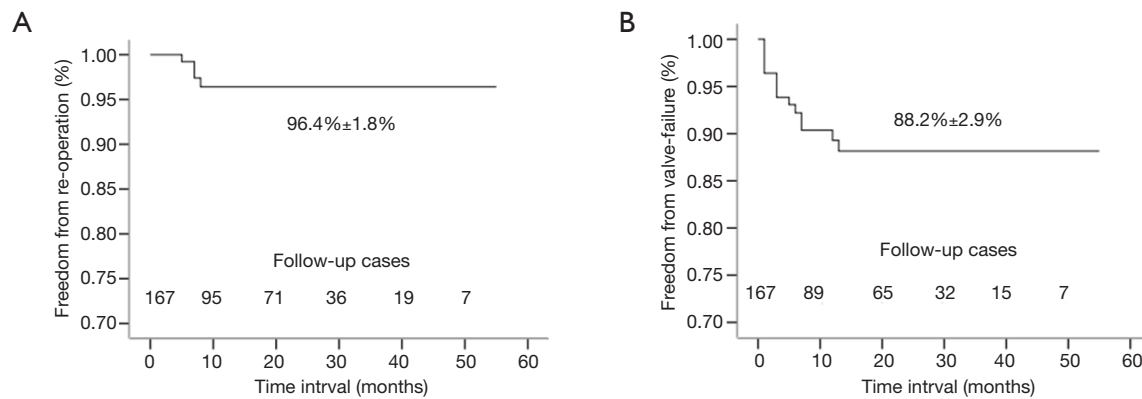 A
Freedom from re-operation (%)
1.00
0.95
0.90
0.85
0.80
0.75
0.70
96.4%±1.8%
Follow-up cases
167 95 71 36 19 7
0 10 20 30 40 50 60
Time intrval (months)
B
Freedom from valve-failure (%)
1.00
0.95
0.90
0.85
0.80
0.75
0.70
88.2%±2.9%
Follow-up cases
167 89 65 32 15 7
0 10 20 30 40 50 60
Time intrval (months)